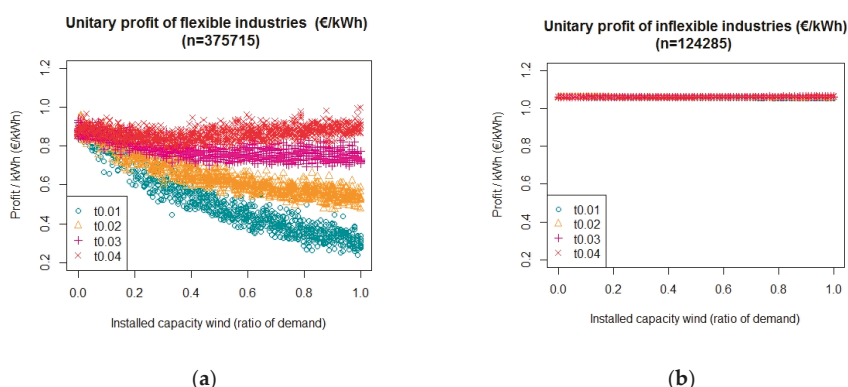 Unitary profit of flexible industries (€/kWh)
(n=375715)
Profit / kWh (€/kWh)
1.2
1.0
0.8
0.6
0.4
0.2
t0.01
t0.02
t0.03
t0.04
0.0 0.2 0.4 0.6 0.8 1.0
Installed capacity wind (ratio of demand)
(a)
Unitary profit of inflexible industries (€/kWh)
(n=124285)
Profit / kWh (€/kWh)
1.2
1.0
0.8
0.6
0.4
0.2
t0.01
t0.02
t0.03
t0.04
0.0 0.2 0.4 0.6 0.8 1.0
Installed capacity wind (ratio of demand)
(b)